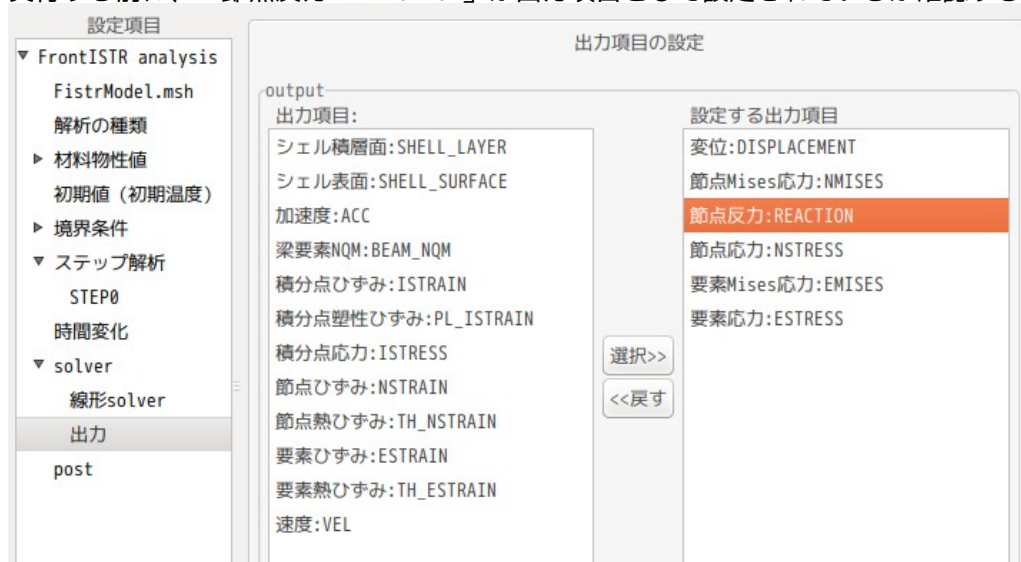 設定項目
▼ FrontISTR analysis
FistrModel.msh
解析の種類
▶ 材料物性値
初期値（初期温度）
▶ 境界条件
▼ ステップ解析
STEP0
時間変化
▼ solver
線形solver
出力
post
出力項目の設定
output
出力項目:
シェル積層面:SHELL_LAYER
シェル表面:SHELL_SURFACE
加速度:ACC
梁要素NQM:BEAM_NQM
積分点ひずみ:ISTRAIN
積分点塑性ひずみ:PL_ISTRAIN
積分点応力:ISTRESS
節点ひずみ:NSTRAIN
節点熱ひずみ:TH_NSTRAIN
要素ひずみ:ESTRAIN
要素熱ひずみ:TH_ESTRAIN
速度:VEL
選択>>
<<戻す
設定する出力項目
変位:DISPLACEMENT
節点Mises応力:NMISES
節点反力:REACTION
節点応力:NSTRESS
要素Mises応力:EMISES
要素応力:ESTRESS